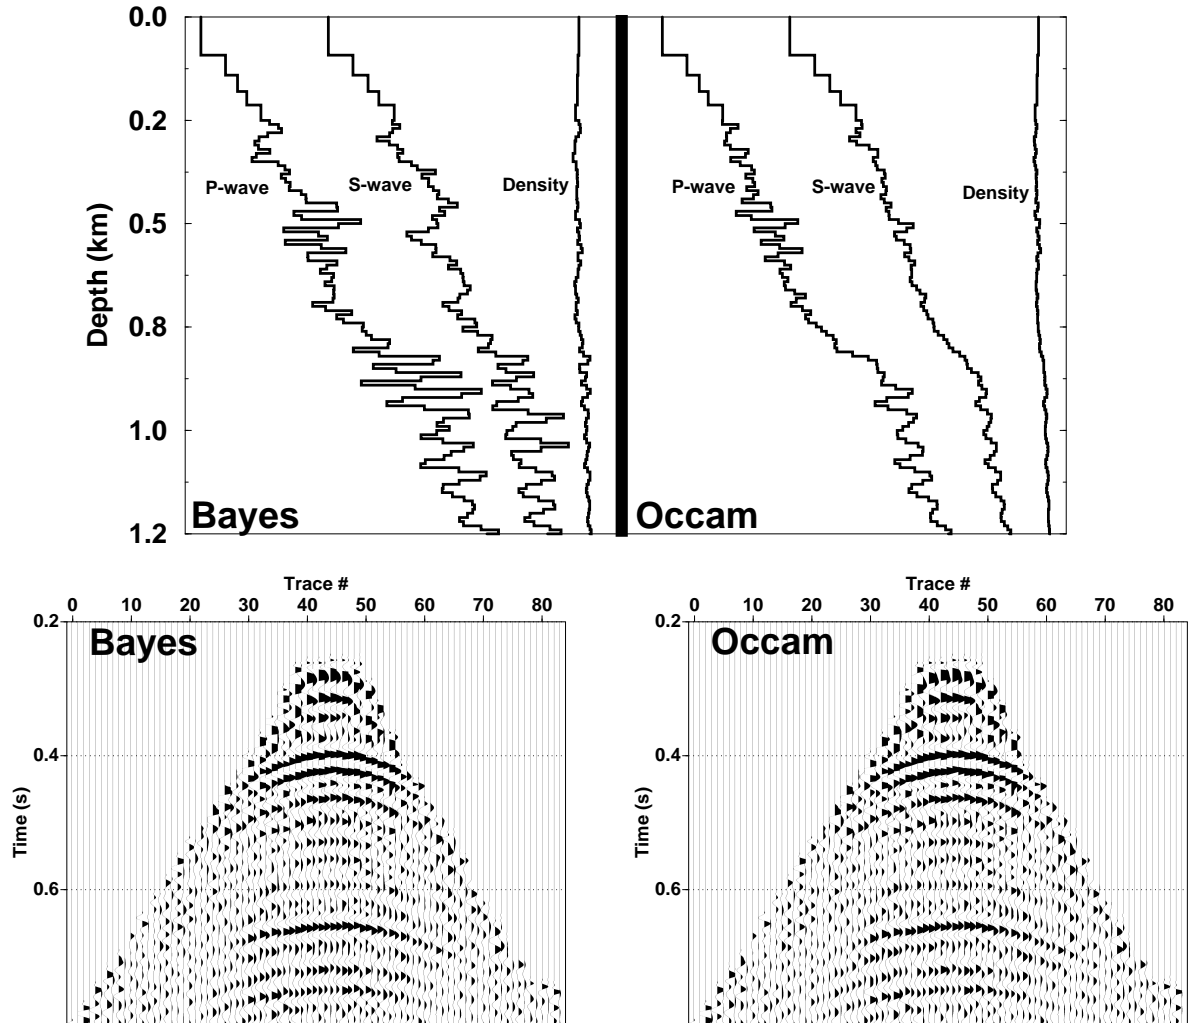 0.0
0.2
P-wave S-wave Density P-wave S-wave Density
0.5
Depth (km)
0.8
1.0
Bayes Occam
1.2
Trace # Trace #
0 10 20 30 40 50 60 70 80 0 10 20 30 40 50 60 70 80
0.2 0.2
Bayes Occam
0.4 0.4
Time (s) Time (s)
0.6 0.6